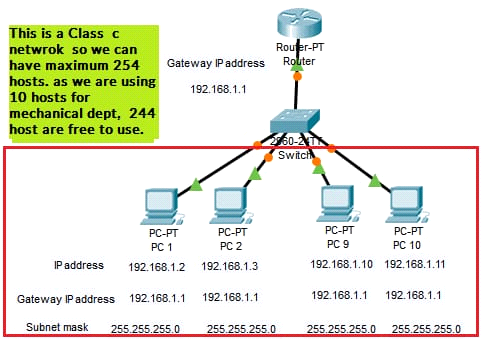 This is a Class c
netwrok so we can
have maximum 254
hosts. as we are using
10 hosts for
mechanical dept, 244
host are free to use.
Router-PT
Router
Gateway IP address
192.168.1.1
2960-24TT
Switch
PC-PT
PC 1
PC-PT
PC 2
PC-PT
PC 9
PC-PT
PC 10
IP address 192.168.1.2 192.168.1.3 192.168.1.10 192.168.1.11
Gateway IP address 192.168.1.1 192.168.1.1 192.168.1.1 192.168.1.1
Subnet mask 255.255.255.0 255.255.255.0 255.255.255.0 255.255.255.0